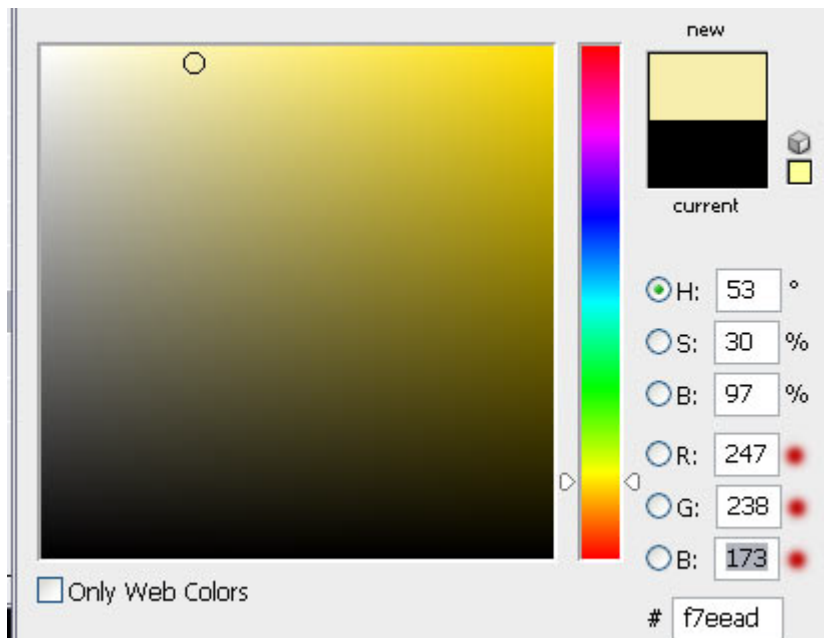 new
current
H: 53 °
S: 30 %
B: 97 %
R: 247
G: 238
B: 173
# f7eead
Only Web Colors